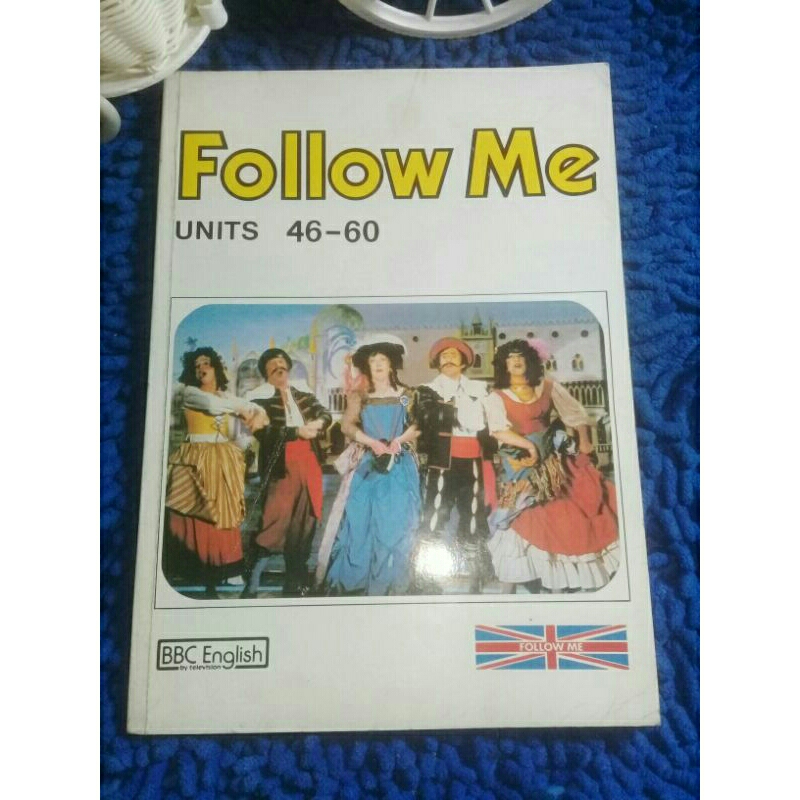 Follow Me
UNITS 46-60
BBC English
by television
FOLLOW ME